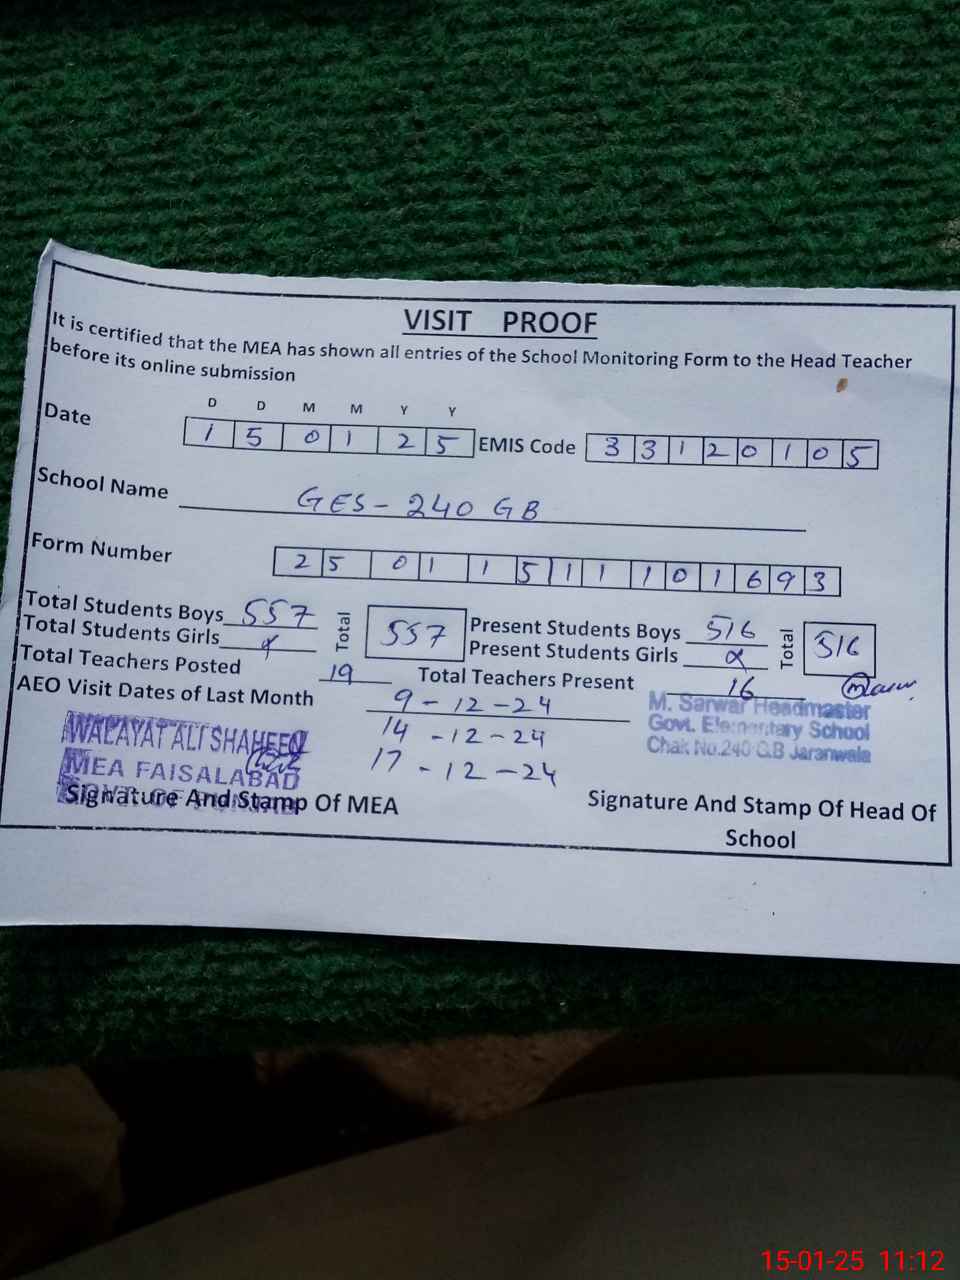 VISIT PROOF
It is certified that the MEA has shown all entries of the School Monitoring Form to the Head Teacher
before its online submission
D D M M Y Y
Date 1 5 0 1 2 5 EMIS Code 3 3 1 2 0 1 0 5
School Name GES - 240 GB
Form Number 2 5 0 1 1 5 1 1 1 0 1 6 9 3
Total Students Boys 557 Total 557 Present Students Boys 516 Total 516
Total Students Girls Present Students Girls
Total Teachers Posted 19 Total Teachers Present 16
AEO Visit Dates of Last Month 9 - 12 - 24
14 - 12 - 24
17 - 12 - 24
M. Sarwar Headmaster
Govt. Elementary School
Chak No.240 G.B Jaranwala
WALAYAT ALI SHAHEEN
MEA FAISALABAD
GOVT. OF PUNJAB
Signature And Stamp Of MEA
Signature And Stamp Of Head Of
School
15-01-25 11:12